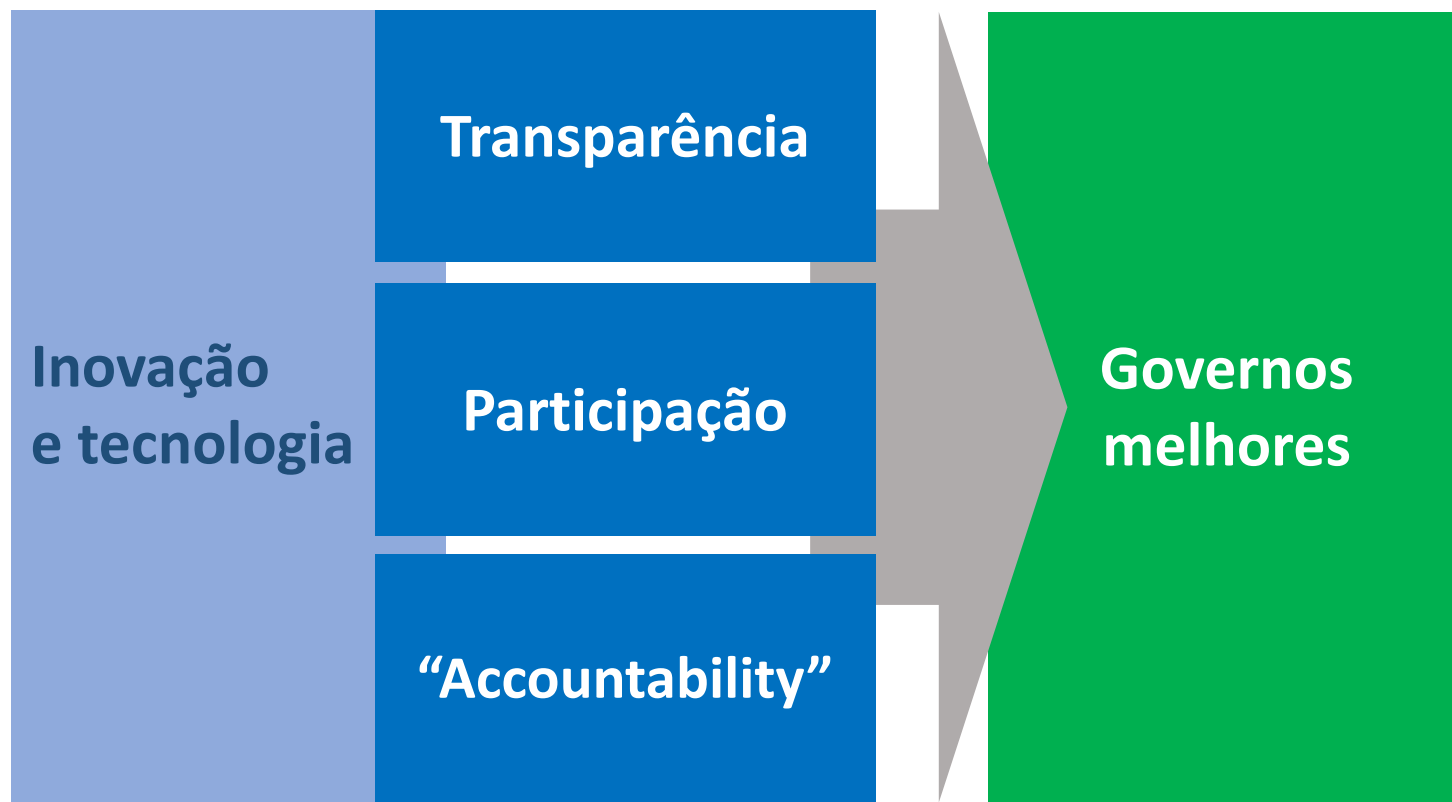 Transparência
Inovação
e tecnologia
Participação
Governos
melhores
“Accountability”